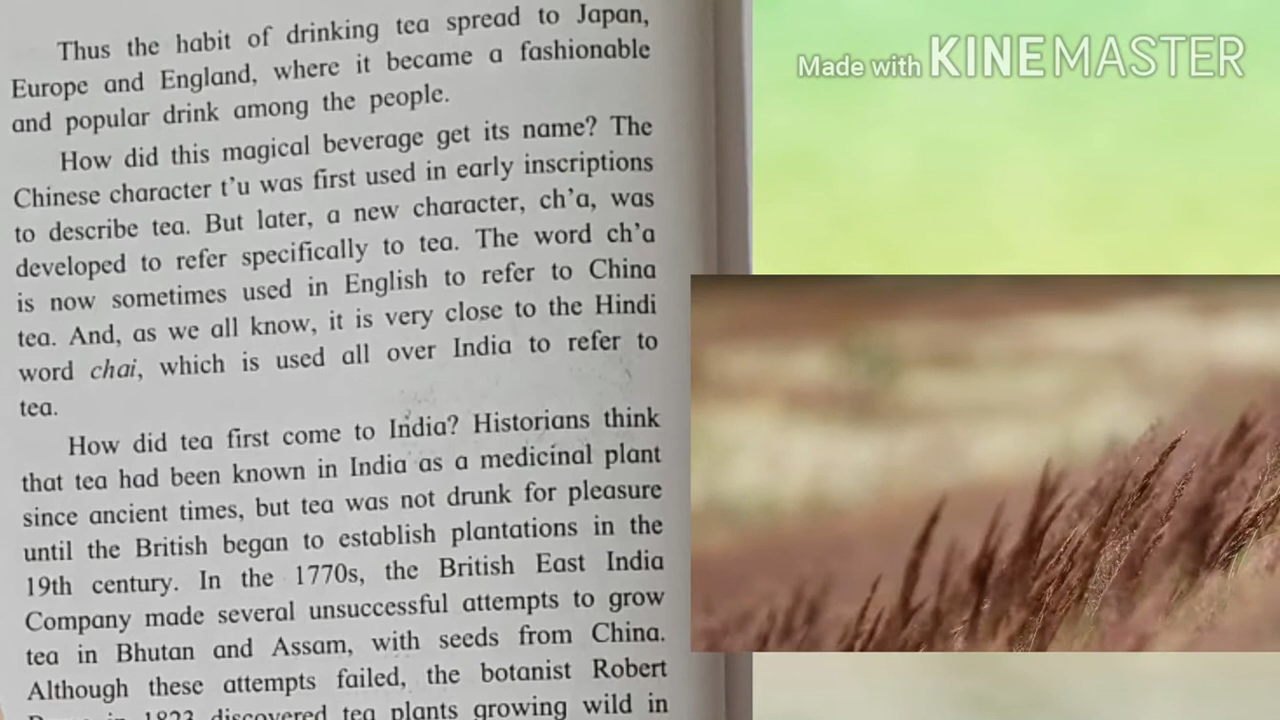 Thus the habit of drinking tea spread to Japan,
Europe and England, where it became a fashionable
and popular drink among the people.
How did this magical beverage get its name? The
Chinese character t'u was first used in early inscriptions
to describe tea. But later, a new character, ch'a, was
developed to refer specifically to tea. The word ch'a
is now sometimes used in English to refer to China
tea. And, as we all know, it is very close to the Hindi
word chai, which is used all over India to refer to
tea.
How did tea first come to India? Historians think
that tea had been known in India as a medicinal plant
since ancient times, but tea was not drunk for pleasure
until the British began to establish plantations in the
19th century. In the 1770s, the British East India
Company made several unsuccessful attempts to grow
tea in Bhutan and Assam, with seeds from China.
Although these attempts failed, the botanist Robert
in 1823 discovered tea plants growing wild in
Made with KINEMASTER